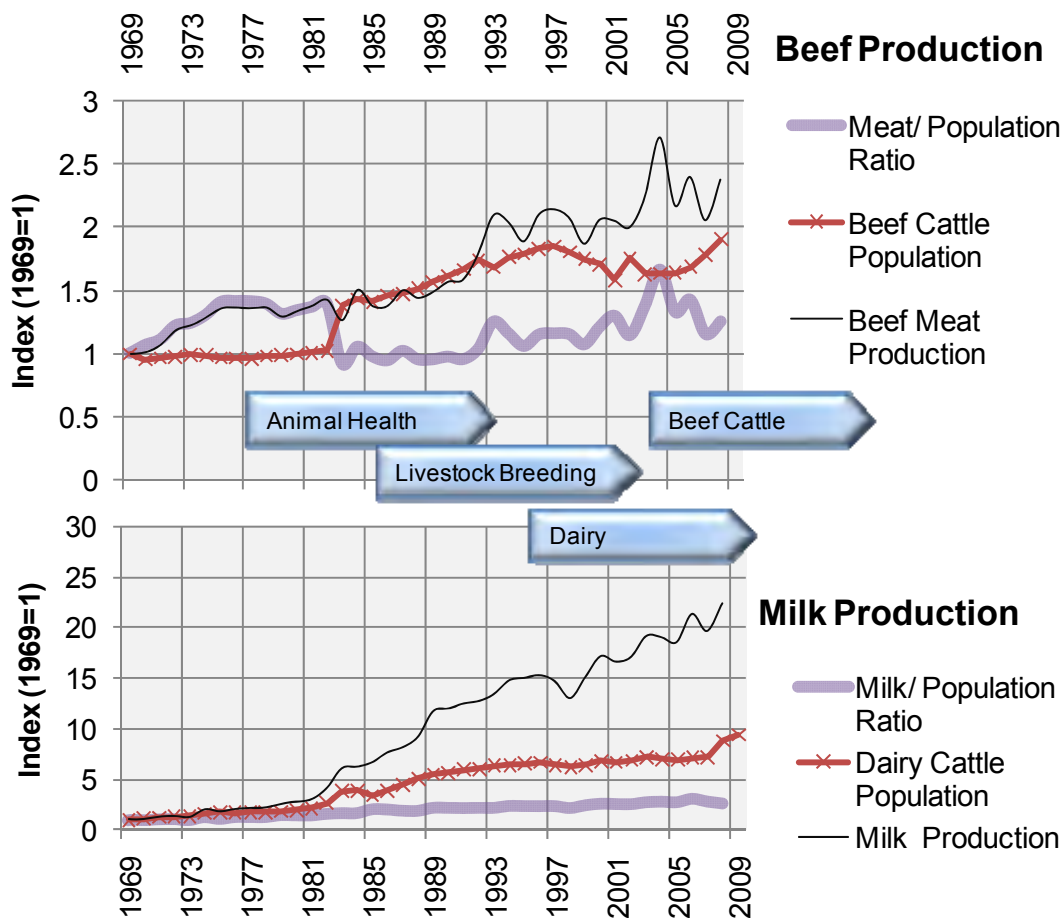 1969 1973 1977 1981 1985 1989 1993 1997 2001 2005 2009
Beef Production
3
2.5
2
1.5
1
0.5
0
Index (1969=1)
Meat/ Population
Ratio
Beef Cattle
Population
Beef Meat
Production
Animal Health
Beef Cattle
Livestock Breeding
Dairy
30
25
20
15
10
5
0
Index (1969=1)
Milk Production
Milk/ Population
Ratio
Dairy Cattle
Population
Milk Production
1969 1973 1977 1981 1985 1989 1993 1997 2001 2005 2009